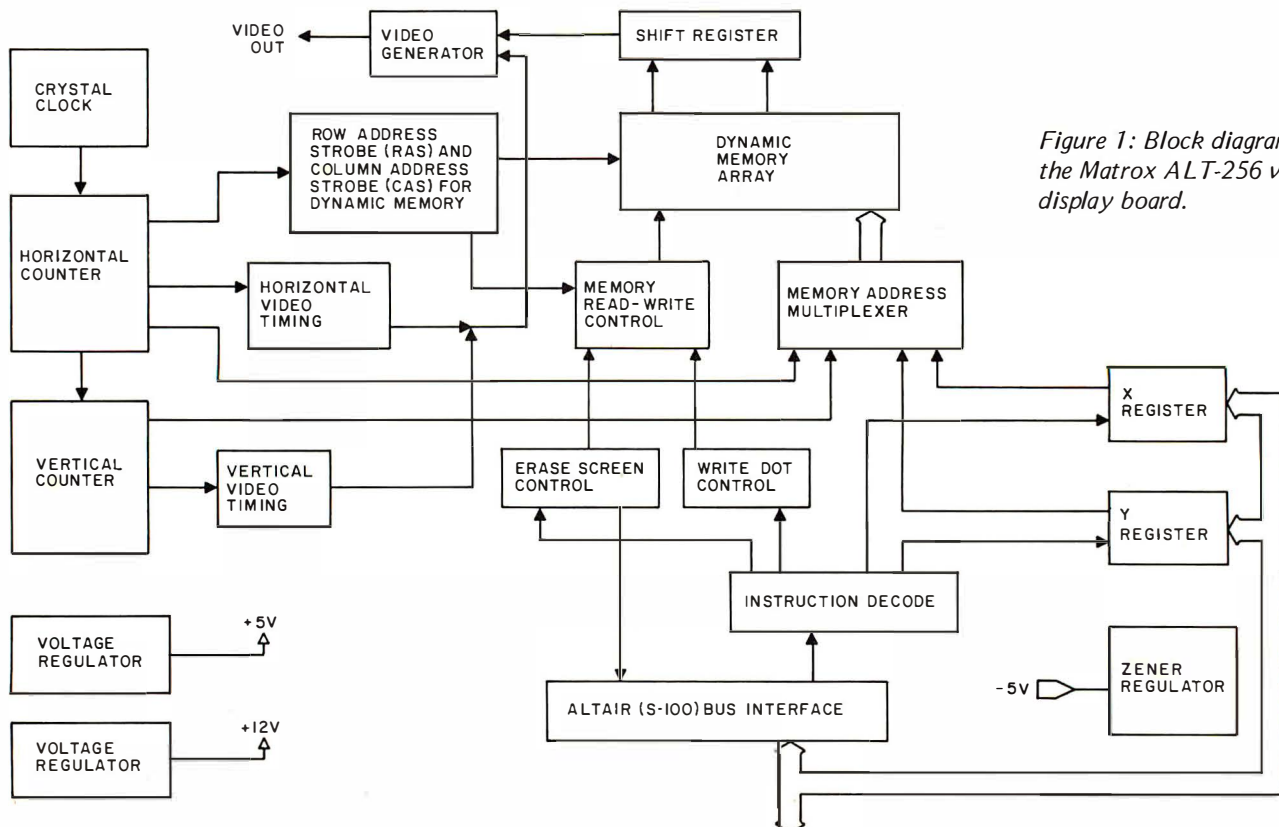 VIDEO
OUT
VIDEO
GENERATOR
SHIFT REGISTER
CRYSTAL
CLOCK
ROW ADDRESS
STROBE (RAS) AND
COLUMN ADDRESS
STROBE (CAS) FOR
DYNAMIC MEMORY
DYNAMIC
MEMORY
ARRAY
Figure 1: Block diagram
the Matrox ALT-256 v
display board.
HORIZONTAL
COUNTER
HORIZONTAL
VIDEO
TIMING
MEMORY
READ-WRITE
CONTROL
MEMORY ADDRESS
MULTIPLEXER
X
REGISTER
VERTICAL
COUNTER
VERTICAL
VIDEO
TIMING
ERASE SCREEN
CONTROL
WRITE DOT
CONTROL
Y
REGISTER
INSTRUCTION DECODE
VOLTAGE
REGULATOR
+5V
ALTAIR (S-100) BUS INTERFACE
-5V
ZENER
REGULATOR
VOLTAGE
REGULATOR
+12V